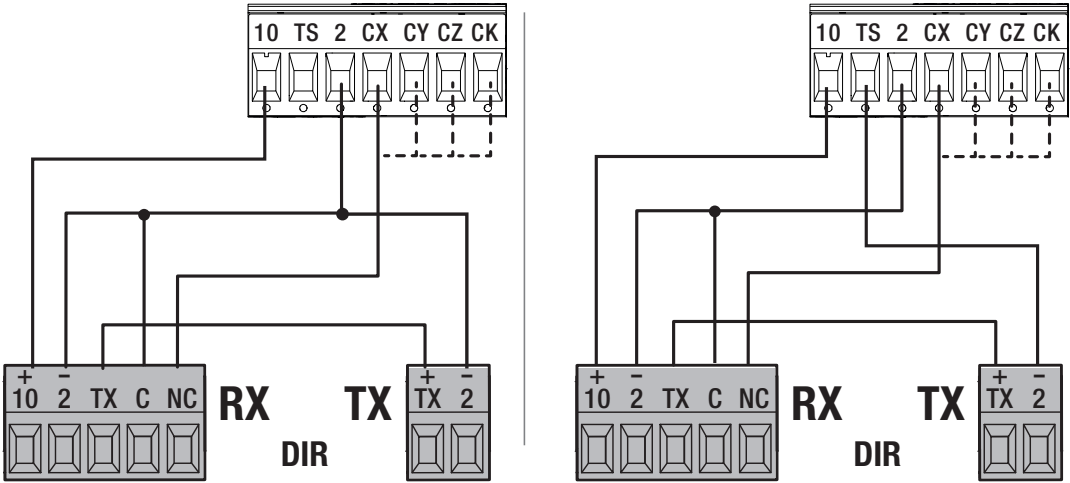 10 TS 2 CX CY CZ CK
+ − + −
10 2 TX C NC RX TX TX 2
DIR
10 TS 2 CX CY CZ CK
+ − + −
10 2 TX C NC RX TX TX 2
DIR